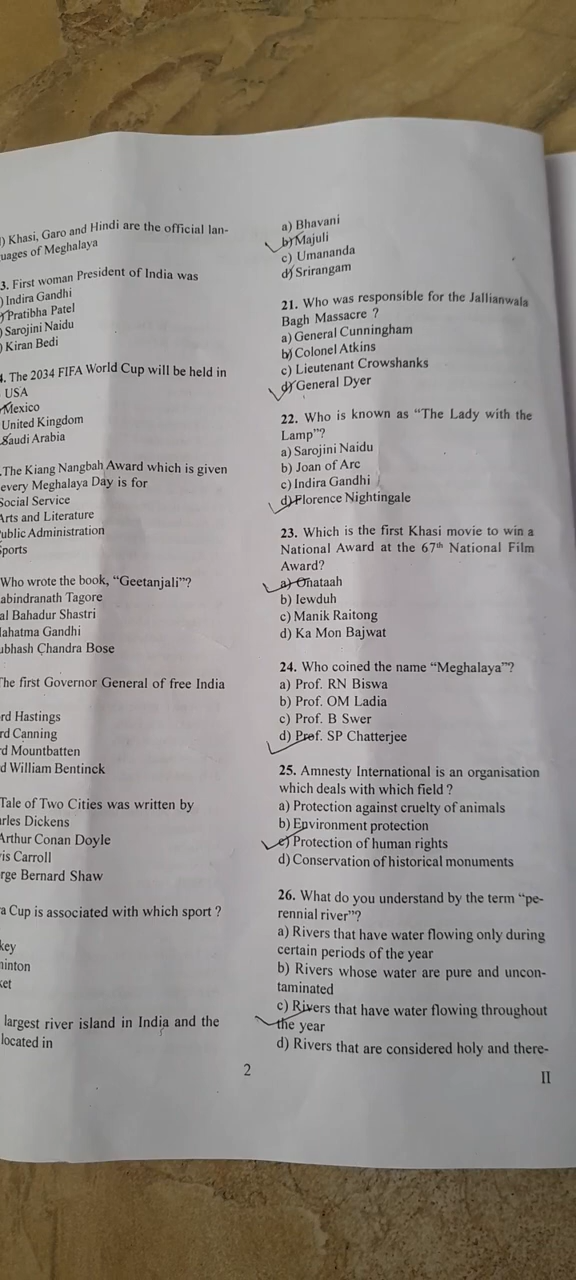 ) Khasi, Garo and Hindi are the official lan-
uages of Meghalaya
3. First woman President of India was
) Indira Gandhi
) Pratibha Patel
) Sarojini Naidu
) Kiran Bedi
. The 2034 FIFA World Cup will be held in
USA
Mexico
United Kingdom
Saudi Arabia
.The Kiang Nangbah Award which is given
every Meghalaya Day is for
Social Service
Arts and Literature
ublic Administration
ports
Who wrote the book, “Geetanjali”?
abindranath Tagore
al Bahadur Shastri
ahatma Gandhi
ubhash Chandra Bose
The first Governor General of free India
rd Hastings
rd Canning
d Mountbatten
d William Bentinck
Tale of Two Cities was written by
rles Dickens
Arthur Conan Doyle
is Carroll
rge Bernard Shaw
a Cup is associated with which sport ?
key
minton
ket
largest river island in India and the
located in
a) Bhavani
b) Majuli
c) Umananda
d) Srirangam
21. Who was responsible for the Jallianwala
Bagh Massacre ?
a) General Cunningham
b) Colonel Atkins
c) Lieutenant Crowshanks
d) General Dyer
22. Who is known as “The Lady with the
Lamp”?
a) Sarojini Naidu
b) Joan of Arc
c) Indira Gandhi
d) Florence Nightingale
23. Which is the first Khasi movie to win a
National Award at the 67th National Film
Award?
a) Onataah
b) Iewduh
c) Manik Raitong
d) Ka Mon Bajwat
24. Who coined the name “Meghalaya”?
a) Prof. RN Biswa
b) Prof. OM Ladia
c) Prof. B Swer
d) Prof. SP Chatterjee
25. Amnesty International is an organisation
which deals with which field ?
a) Protection against cruelty of animals
b) Environment protection
c) Protection of human rights
d) Conservation of historical monuments
26. What do you understand by the term “pe-
rennial river”?
a) Rivers that have water flowing only during
certain periods of the year
b) Rivers whose water are pure and uncon-
taminated
c) Rivers that have water flowing throughout
the year
d) Rivers that are considered holy and there-
2
II